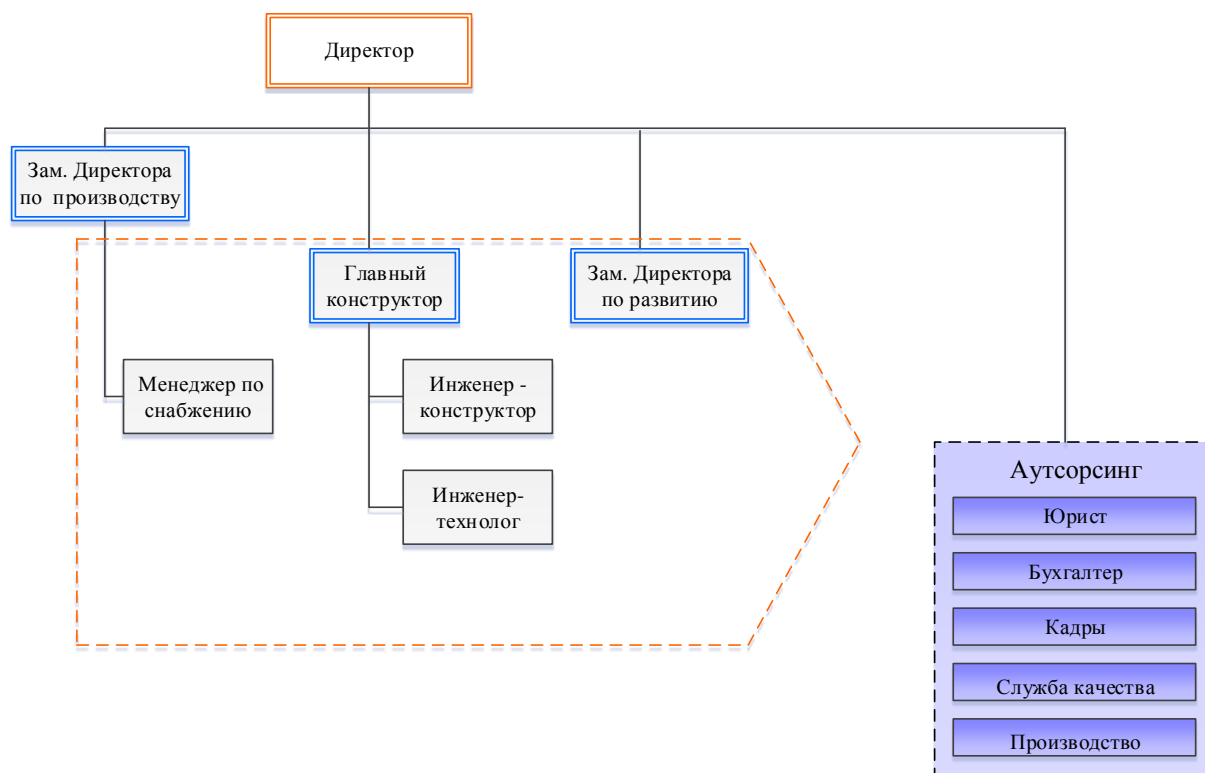 Директор
Зам. Директора
по производству
Главный
конструктор
Зам. Директора
по развитию
Менеджер по
снабжению
Инженер -
конструктор
Инженер-
технолог
Аутсорсинг
Юрист
Бухгалтер
Кадры
Служба качества
Производство